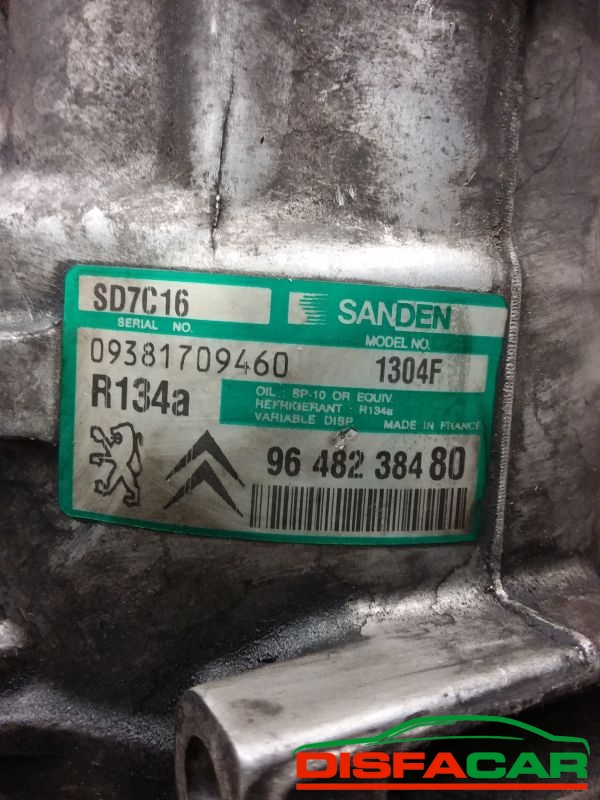 SD7C16
SANDEN
SERIAL NO.
MODEL NO.
09381709460
1304F
R134a
OIL : SP-10 OR EQUIV.
REFRIGERANT : R134a
VARIABLE DISP.
MADE IN FRANCE
96 482 384 80
DISFACAR